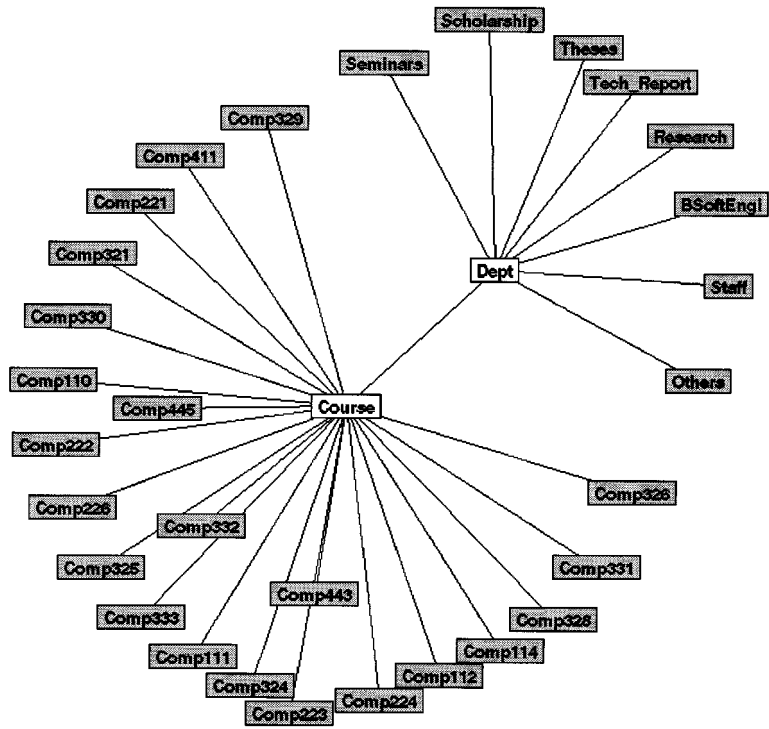 Scholarship
Theses
Seminars
Tech_Report
Comp329
Research
Comp411
Comp221
BSoftEngi
Comp321
Dept
Staff
Comp330
Comp110
Others
Comp445
Course
Comp222
Comp326
Comp226
Comp332
Comp325
Comp331
Comp443
Comp333
Comp328
Comp111
Comp114
Comp324
Comp112
Comp224
Comp223